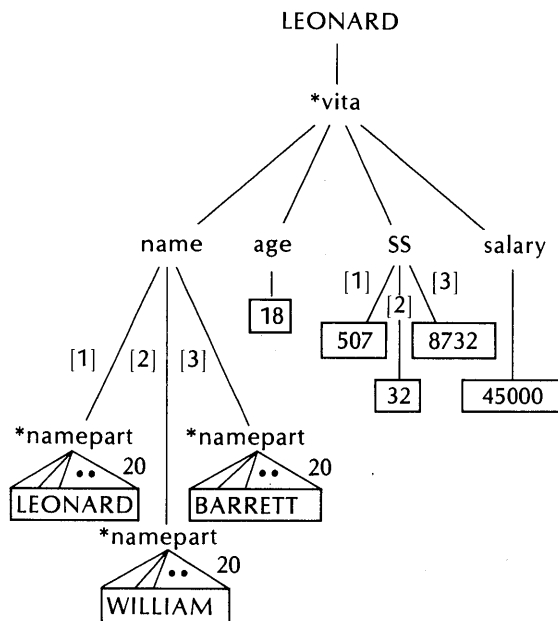 LEONARD
*vita
name age SS salary
[1] [3]
[2]
18
507 8732
[1] [2] [3]
32 45000
*namepart *namepart
20 20
LEONARD BARRETT
*namepart
20
WILLIAM